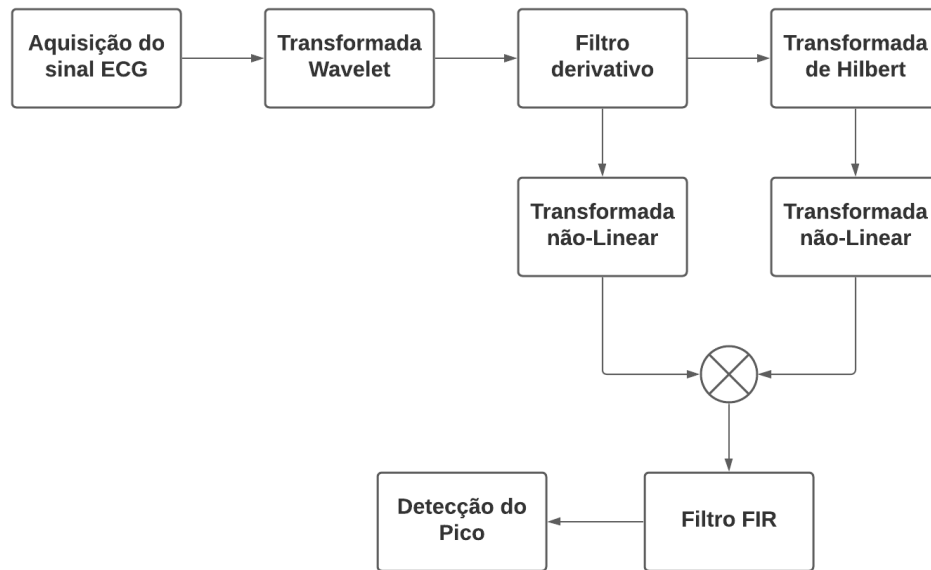 Aquisição do
sinal ECG
Transformada
Wavelet
Filtro
derivativo
Transformada
de Hilbert
Transformada
não-Linear
Transformada
não-Linear
Filtro FIR
Detecção do
Pico